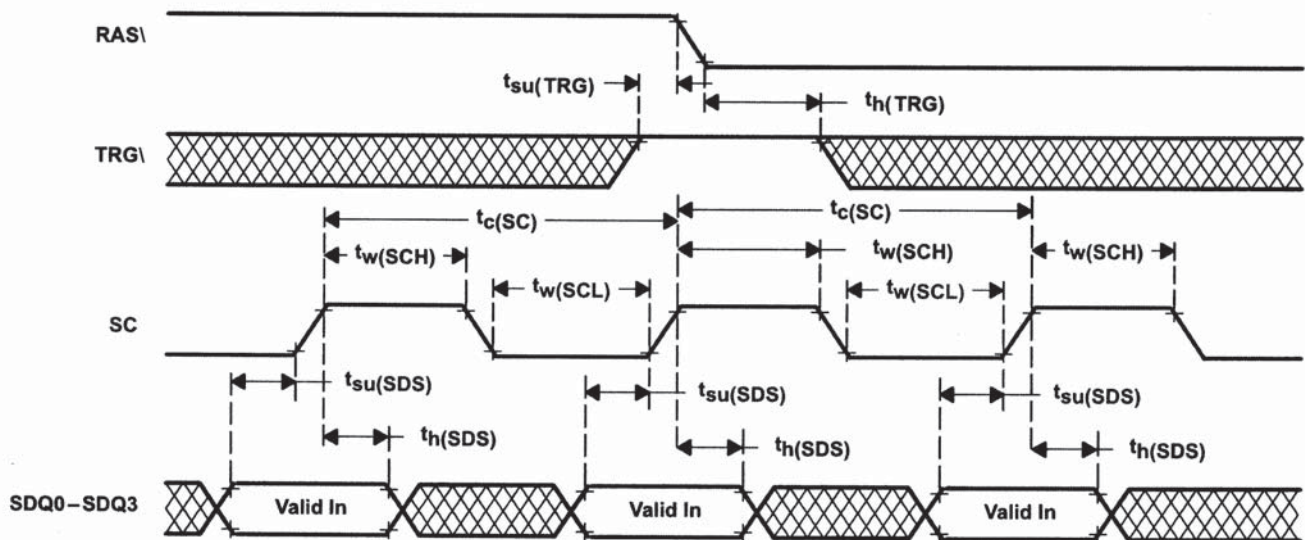 RAS\
tsu(TRG)
th(TRG)
TRG\
tc(SC)
tc(SC)
tw(SCH)
tw(SCH)
tw(SCH)
tw(SCL)
tw(SCL)
SC
tsu(SDS)
tsu(SDS)
tsu(SDS)
th(SDS)
th(SDS)
th(SDS)
SDQ0–SDQ3
Valid In
Valid In
Valid In